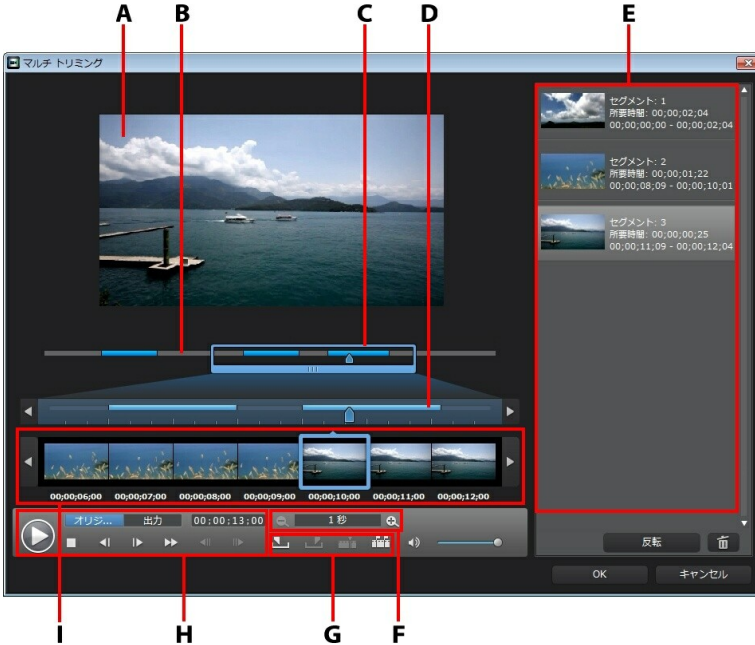 A B C D E
マルチ トリミング
セグメント: 1
所要時間: 00;00;02;04
00;00;00;00 - 00;00;02;04
セグメント: 2
所要時間: 00;00;01;22
00;00;08;09 - 00;00;10;01
セグメント: 3
所要時間: 00;00;00;25
00;00;11;09 - 00;00;12;04
00;00;06;00 00;00;07;00 00;00;08;00 00;00;09;00 00;00;10;00 00;00;11;00 00;00;12;00
オリジ... 出力 00:00:13:00 1 秒
反転
OK キャンセル
I H G F